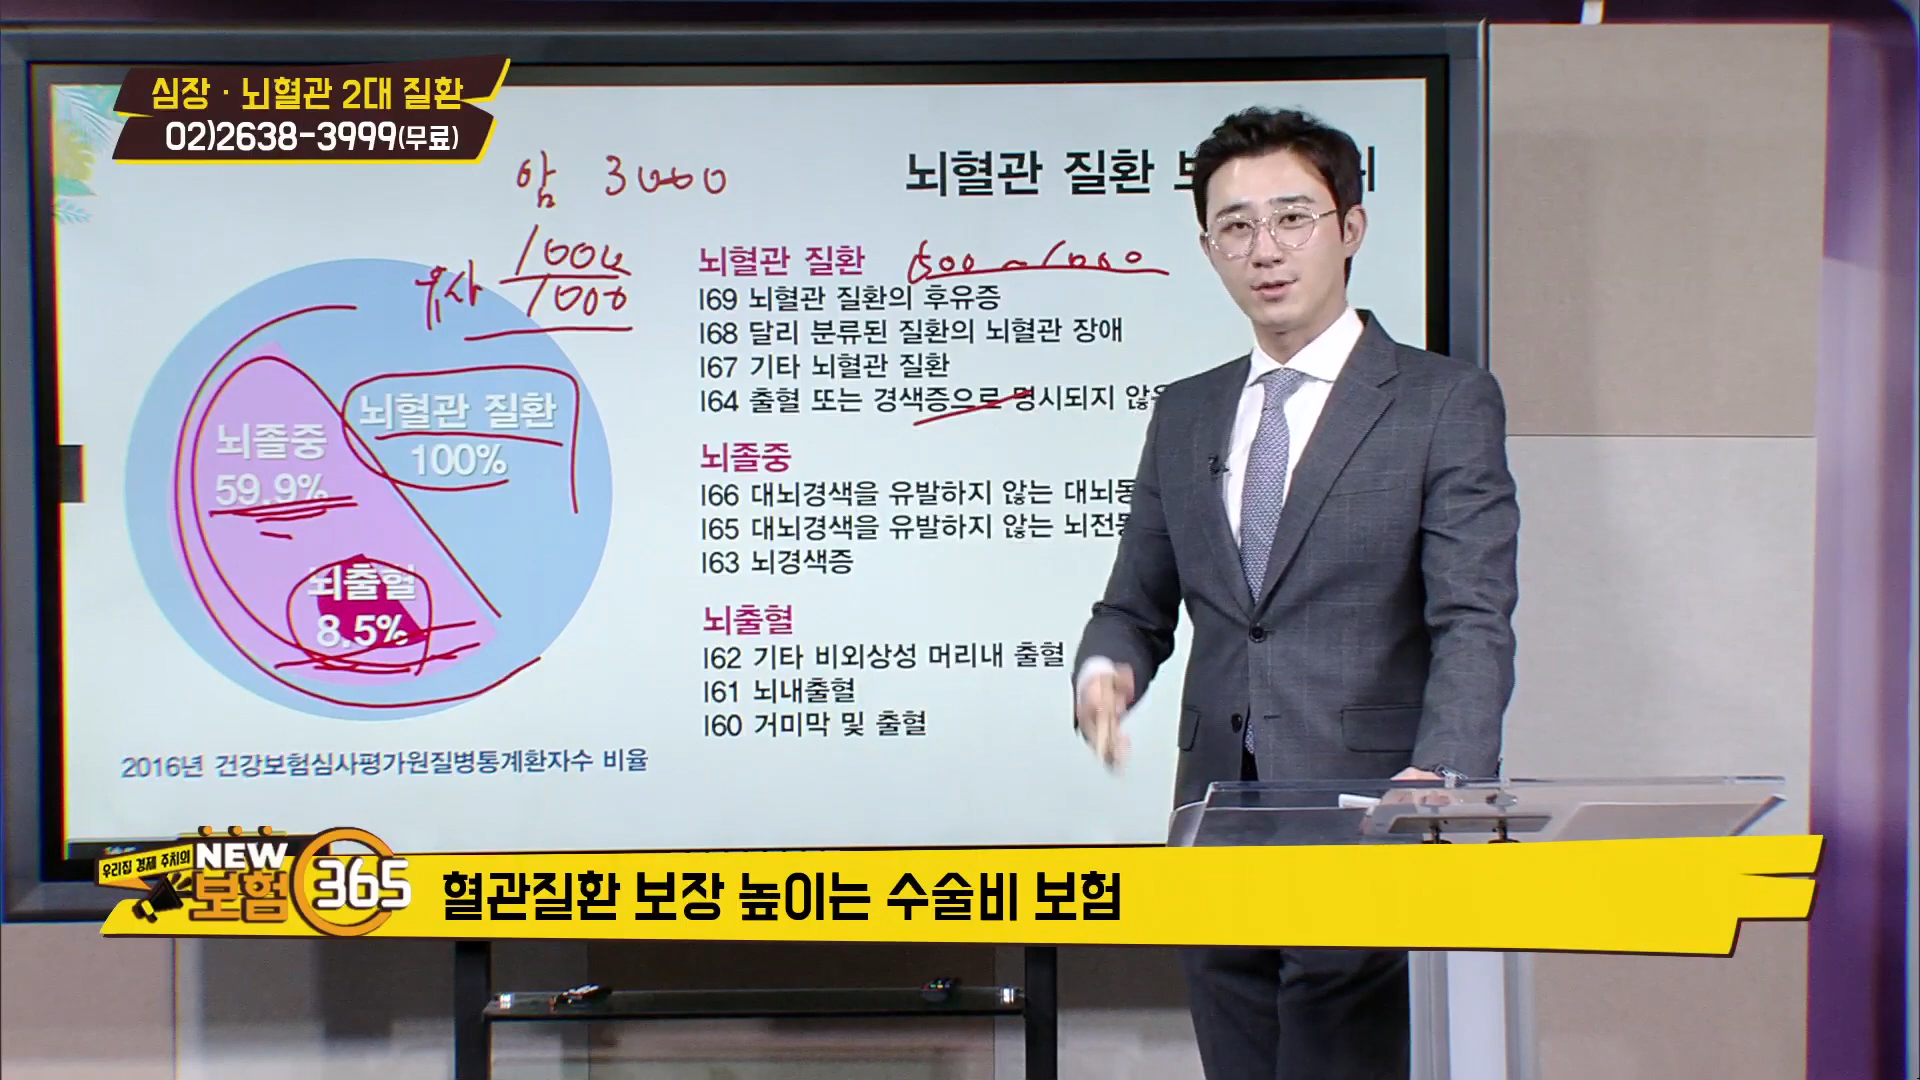 심장·뇌혈관 2대 질환
02)2638-3999(무료)
암 3000
유사 1000
1000
뇌혈관 질환
뇌혈관 질환 500~1000
I69 뇌혈관 질환의 후유증
I68 달리 분류된 질환의 뇌혈관 장애
I67 기타 뇌혈관 질환
I64 출혈 또는 경색증으로 명시되지 않은
뇌졸중
I66 대뇌경색을 유발하지 않는 대뇌동
I65 대뇌경색을 유발하지 않는 뇌전동
I63 뇌경색증
뇌출혈
I62 기타 비외상성 머리내 출혈
I61 뇌내출혈
I60 거미막 및 출혈
뇌혈관 질환
100%
뇌졸중
59.9%
뇌출혈
8.5%
2016년 건강보험심사평가원질병통계환자수 비율
우리집 경제 주치의
NEW
보험 365
혈관질환 보장 높이는 수술비 보험